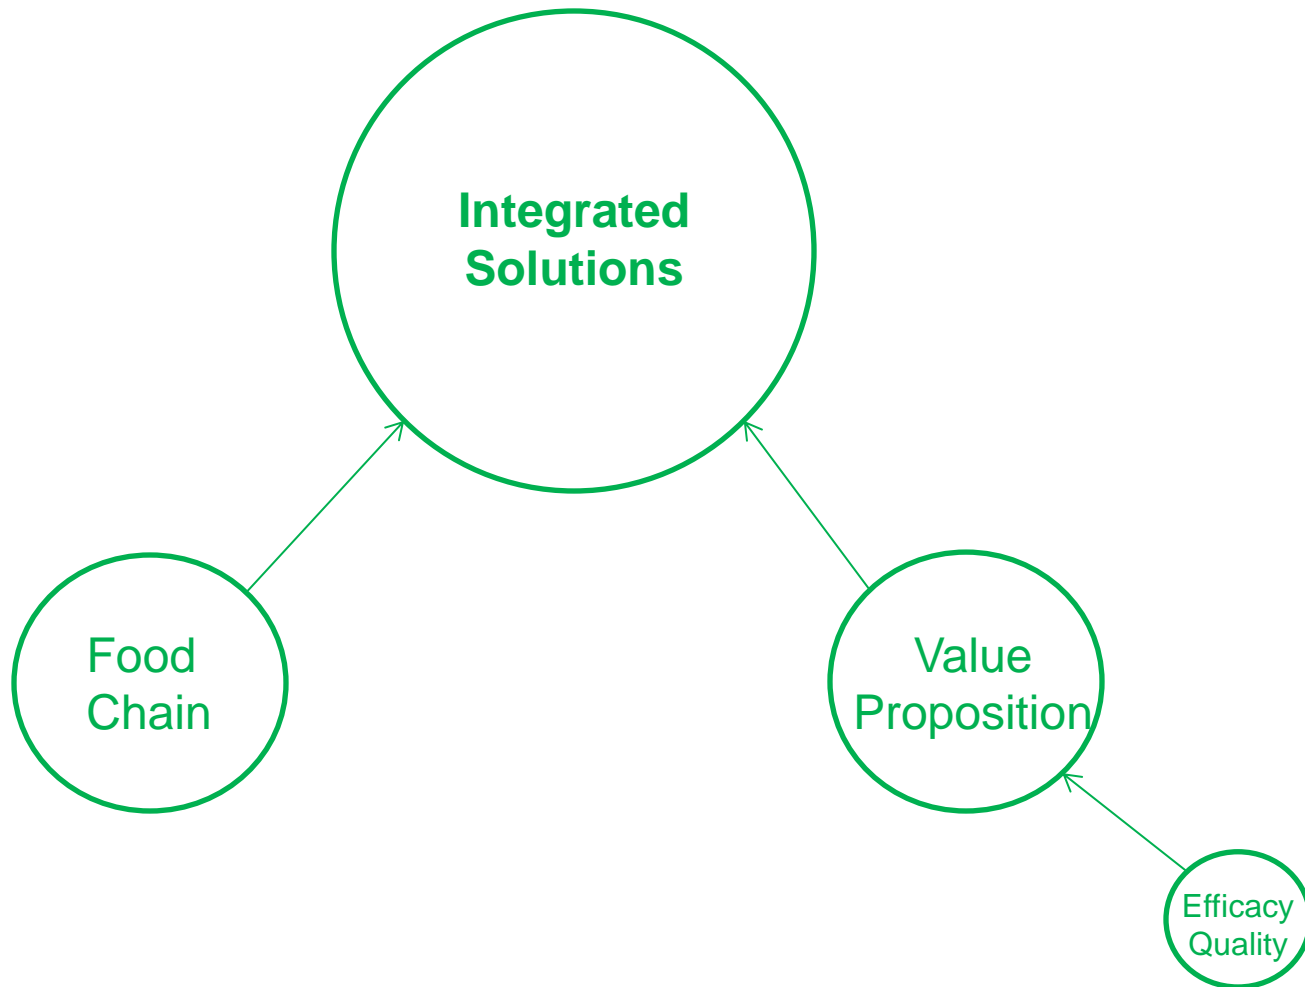 Integrated
Solutions
Food
Chain
Value
Proposition
Efficacy
Quality